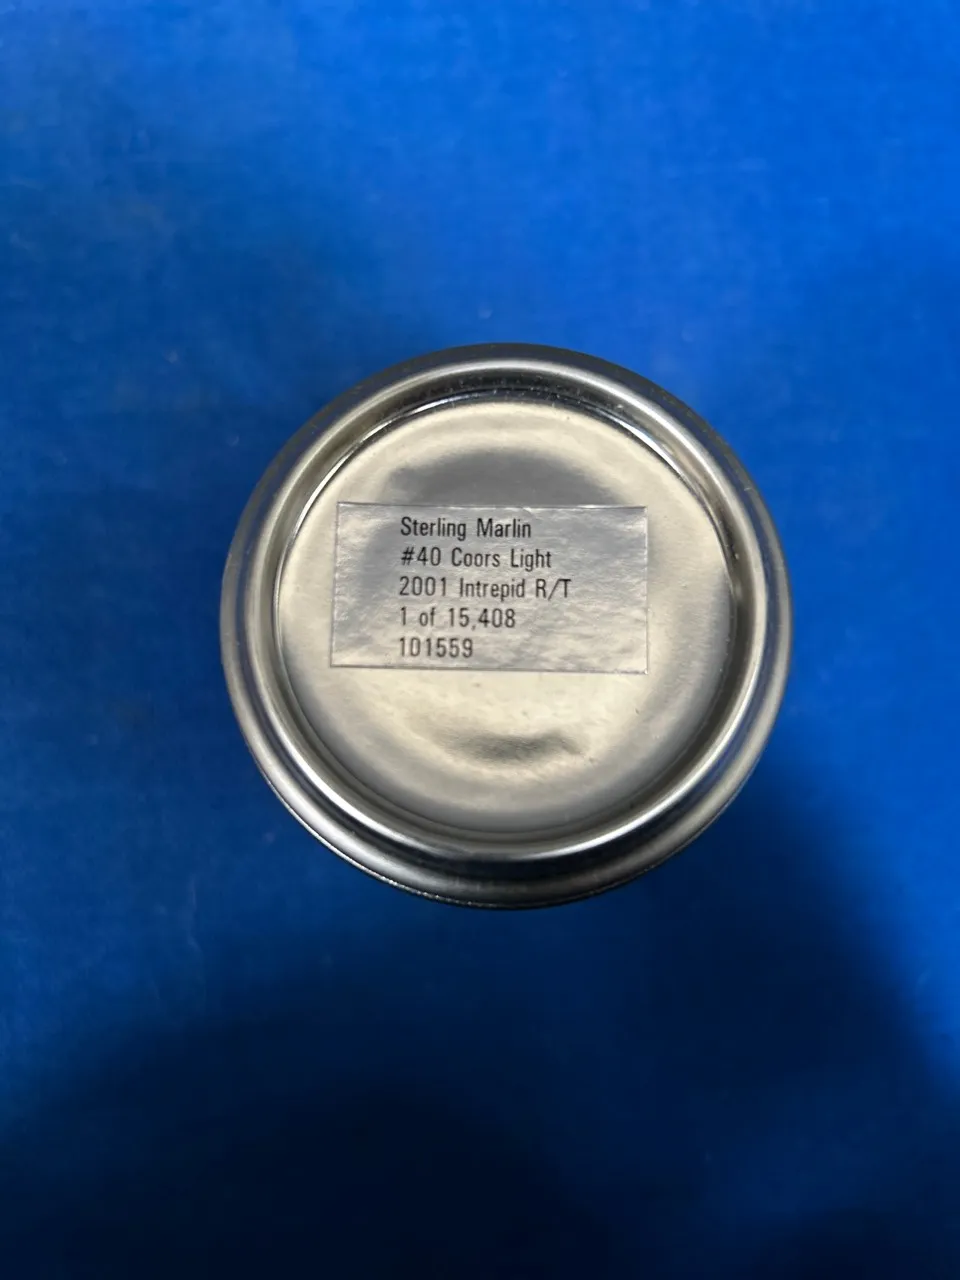 Sterling Marlin
#40 Coors Light
2001 Intrepid R/T
1 of 15,408
101559